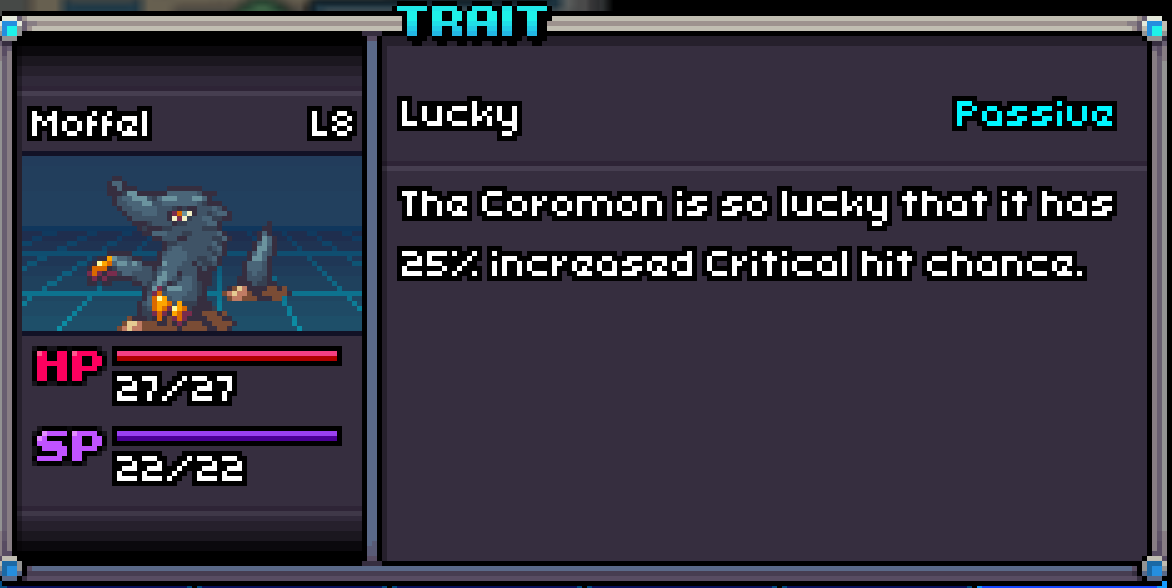 TRAIT
Moffel L8
Lucky Passive
The Coromon is so lucky that it has
25% increased Critical hit chance.
HP
27/27
SP
22/22